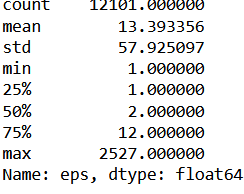 count 12101.000000
mean 13.393356
std 57.925097
min 1.000000
25% 1.000000
50% 2.000000
75% 12.000000
max 2527.000000
Name: eps, dtype: float64